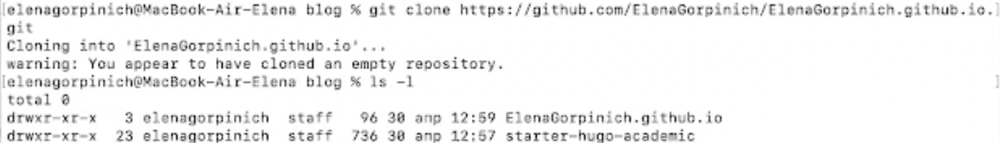 [elenagorpinich@MacBook-Air-Elena blog % git clone https://github.com/ElenaGorpinich/ElenaGorpinich.github.io.]
git
Cloning into 'ElenaGorpinich.github.io'...
warning: You appear to have cloned an empty repository.
[elenagorpinich@MacBook-Air-Elena blog % ls -l ]
total 0
drwxr-xr-x   3 elenagorpinich  staff   96 30 апр 12:59 ElenaGorpinich.github.io
drwxr-xr-x  23 elenagorpinich  staff  736 30 апр 12:57 starter-hugo-academic